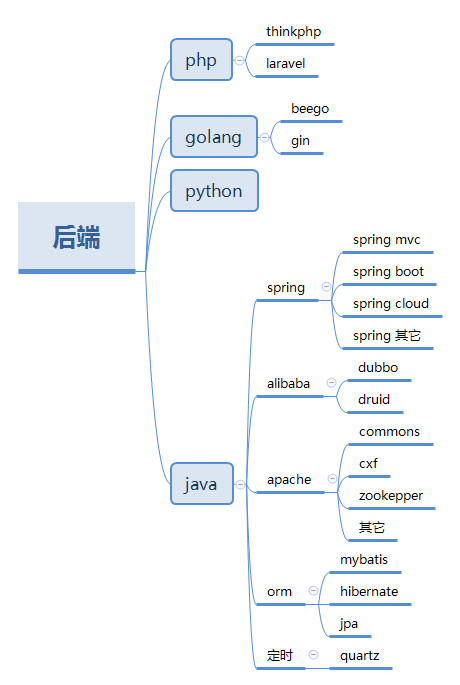 后端
php
thinkphp
laravel
golang
beego
gin
python
java
spring
spring mvc
spring boot
spring cloud
spring 其它
alibaba
dubbo
druid
apache
commons
cxf
zookepper
其它
orm
mybatis
hibernate
jpa
定时
quartz